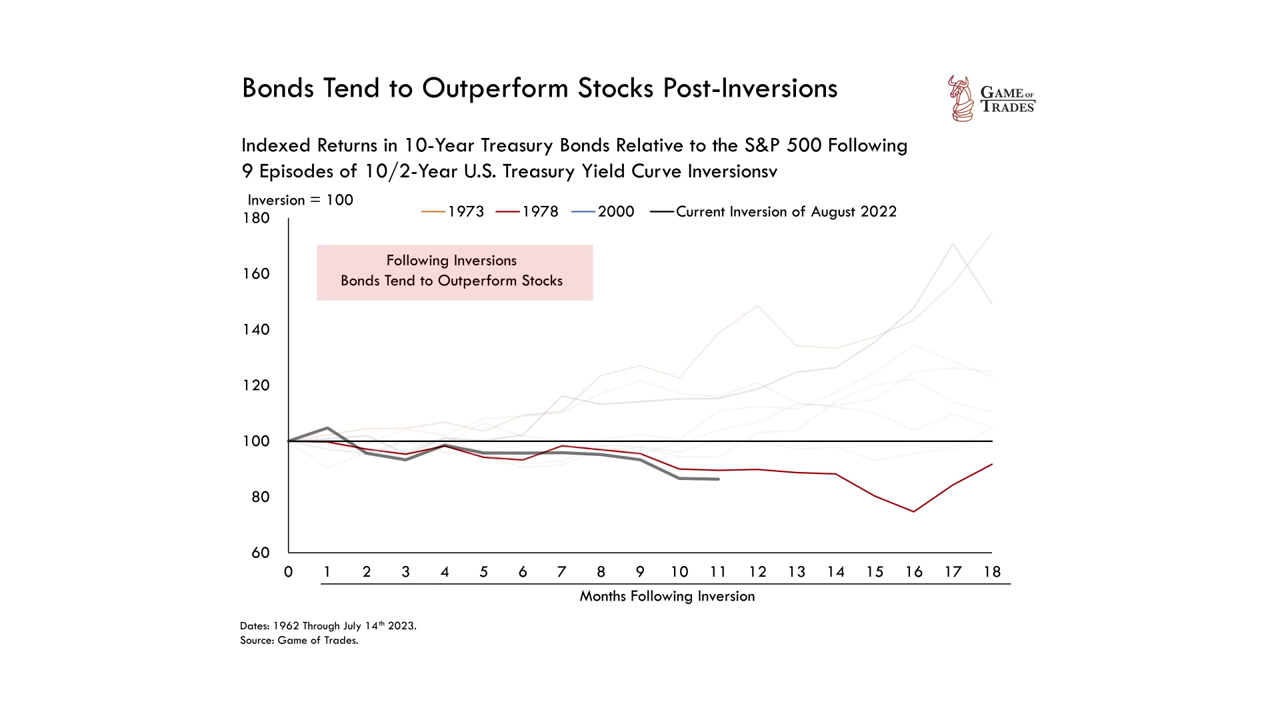 Bonds Tend to Outperform Stocks Post-Inversions
GAME OF
TRADES
Indexed Returns in 10-Year Treasury Bonds Relative to the S&P 500 Following
9 Episodes of 10/2-Year U.S. Treasury Yield Curve Inversionsv
Inversion = 100
1973 1978 2000 Current Inversion of August 2022
180
Following Inversions
Bonds Tend to Outperform Stocks
160
140
120
100
80
60
0 1 2 3 4 5 6 7 8 9 10 11 12 13 14 15 16 17 18
Months Following Inversion
Dates: 1962 Through July 14th 2023.
Source: Game of Trades.